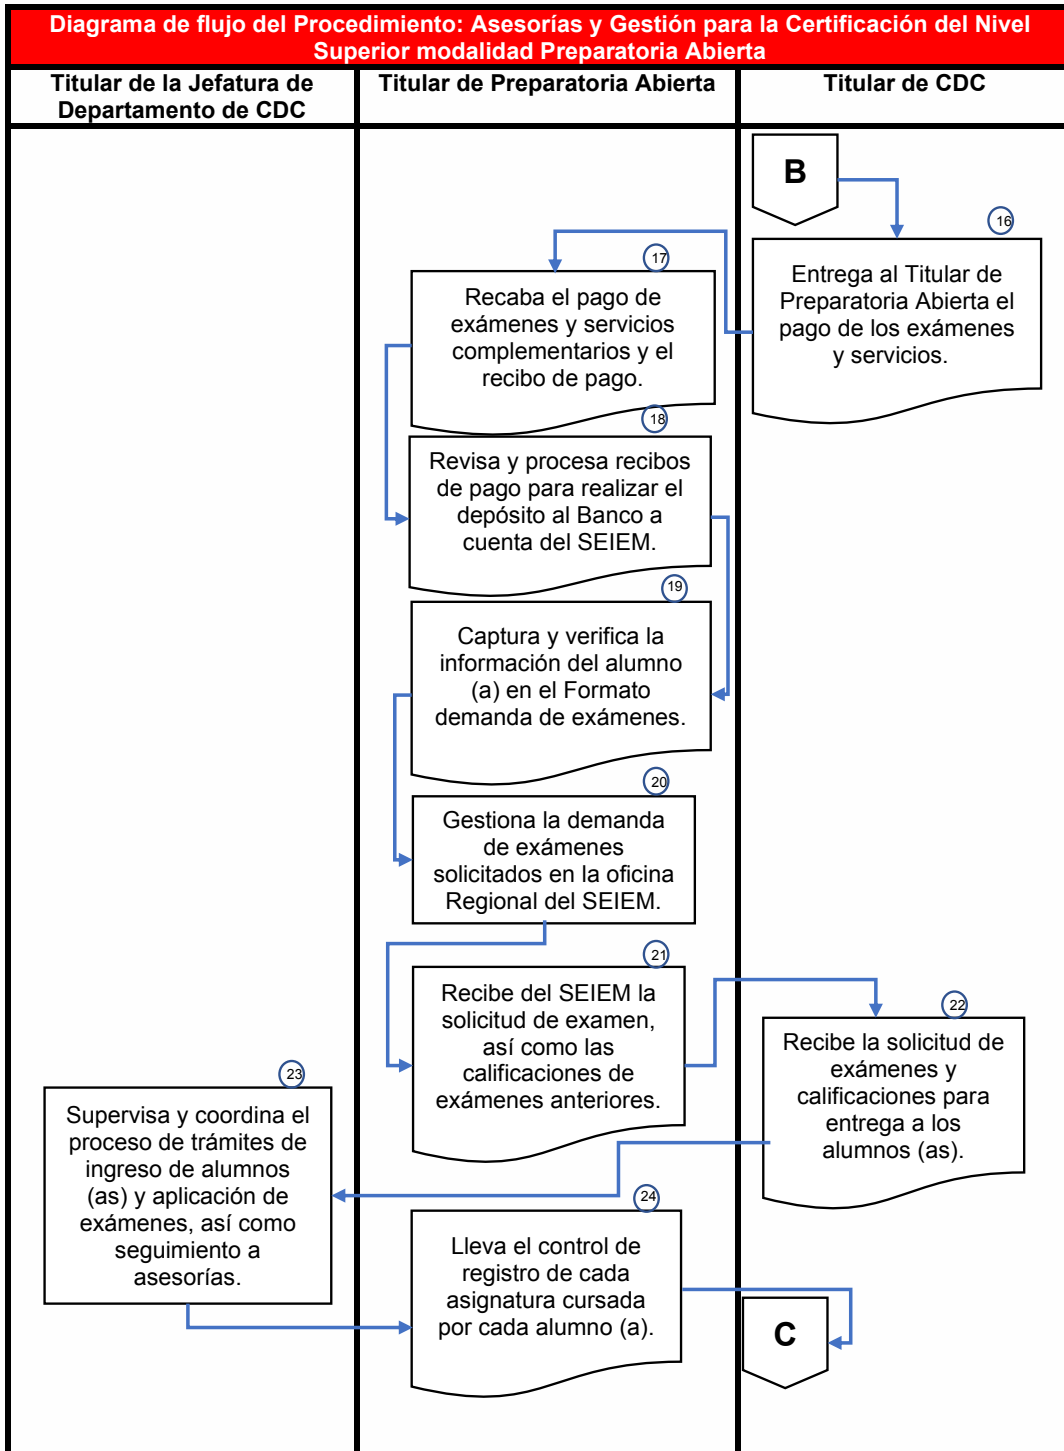 Diagrama de flujo del Procedimiento: Asesorías y Gestión para la Certificación del Nivel
Superior modalidad Preparatoria Abierta
Titular de la Jefatura de
Departamento de CDC
Titular de Preparatoria Abierta
Titular de CDC
B
16
Entrega al Titular de
Preparatoria Abierta el
pago de los exámenes
y servicios.
17
Recaba el pago de
exámenes y servicios
complementarios y el
recibo de pago.
18
Revisa y procesa recibos
de pago para realizar el
depósito al Banco a
cuenta del SEIEM.
19
Captura y verifica la
información del alumno
(a) en el Formato
demanda de exámenes.
20
Gestiona la demanda
de exámenes
solicitados en la oficina
Regional del SEIEM.
21
Recibe del SEIEM la
solicitud de examen,
así como las
calificaciones de
exámenes anteriores.
22
Recibe la solicitud de
exámenes y
calificaciones para
entrega a los
alumnos (as).
23
Supervisa y coordina el
proceso de trámites de
ingreso de alumnos
(as) y aplicación de
exámenes, así como
seguimiento a
asesorías.
24
Lleva el control de
registro de cada
asignatura cursada
por cada alumno (a).
C